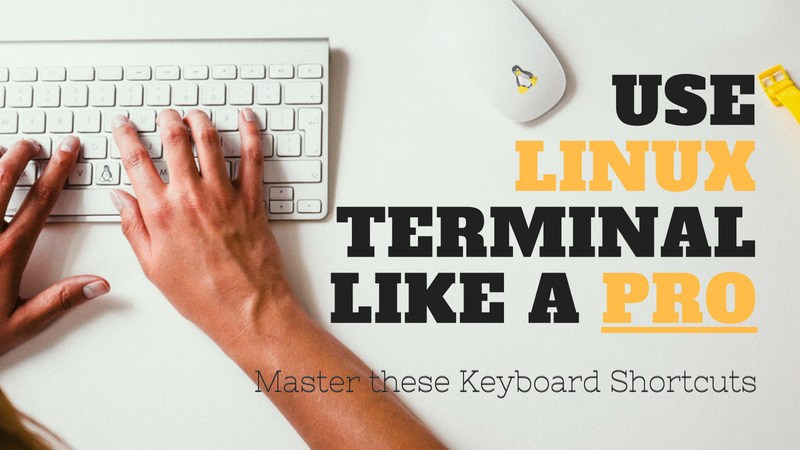 USE
LINUX
TERMINAL
LIKE A PRO
Master these Keyboard Shortcuts